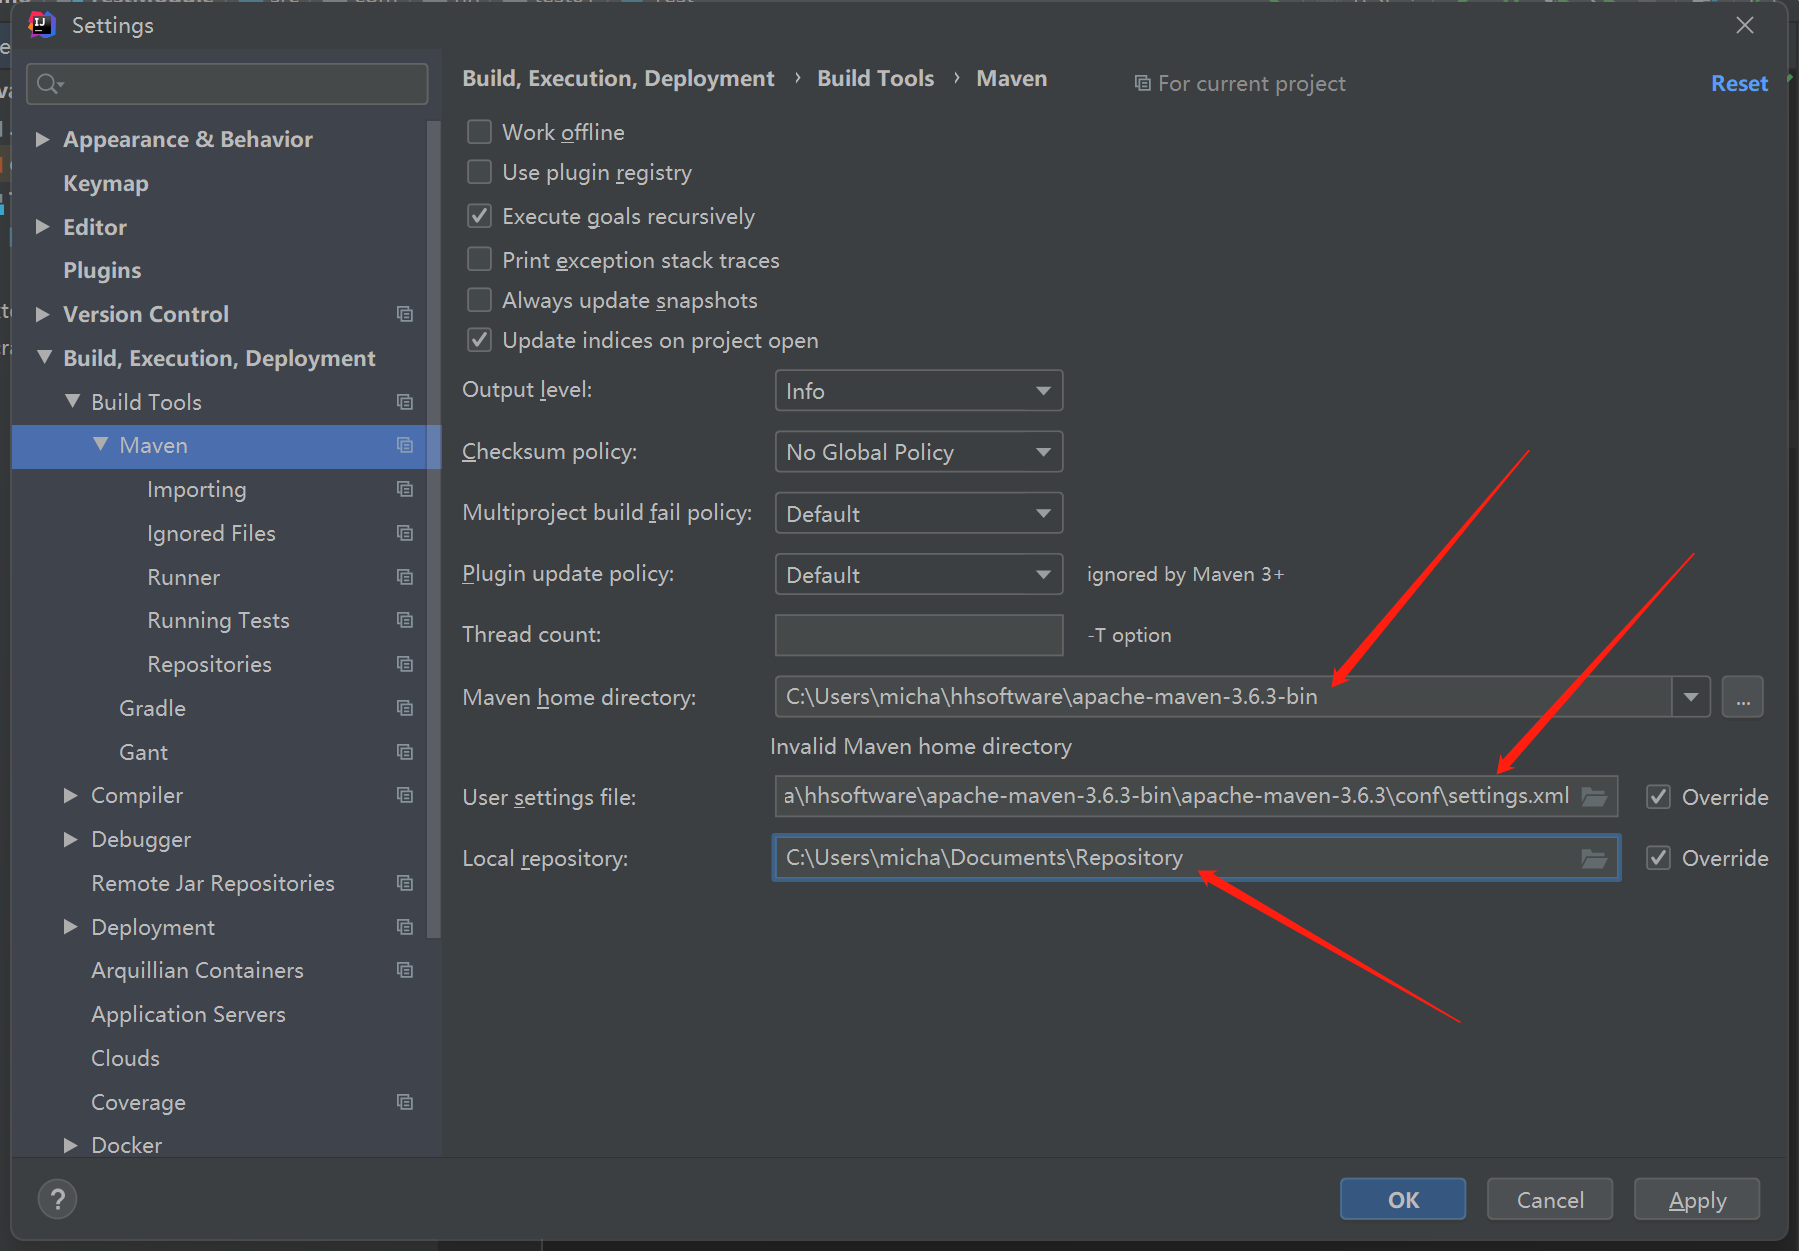 Settings
Build, Execution, Deployment › Build Tools › Maven
For current project
Reset
Appearance & Behavior
Keymap
Editor
Plugins
Version Control
Build, Execution, Deployment
Build Tools
Maven
Importing
Ignored Files
Runner
Running Tests
Repositories
Gradle
Gant
Compiler
Debugger
Remote Jar Repositories
Deployment
Arquillian Containers
Application Servers
Clouds
Coverage
Docker
Work offline
Use plugin registry
Execute goals recursively
Print exception stack traces
Always update snapshots
Update indices on project open
Output level: Info
Checksum policy: No Global Policy
Multiproject build fail policy: Default
Plugin update policy: Default ignored by Maven 3+
Thread count: -T option
Maven home directory: C:\Users\micha\hhsoftware\apache-maven-3.6.3-bin ...
Invalid Maven home directory
User settings file: a\hhsoftware\apache-maven-3.6.3-bin\apache-maven-3.6.3\conf\settings.xml Override
Local repository: C:\Users\micha\Documents\Repository Override
?
OK Cancel Apply